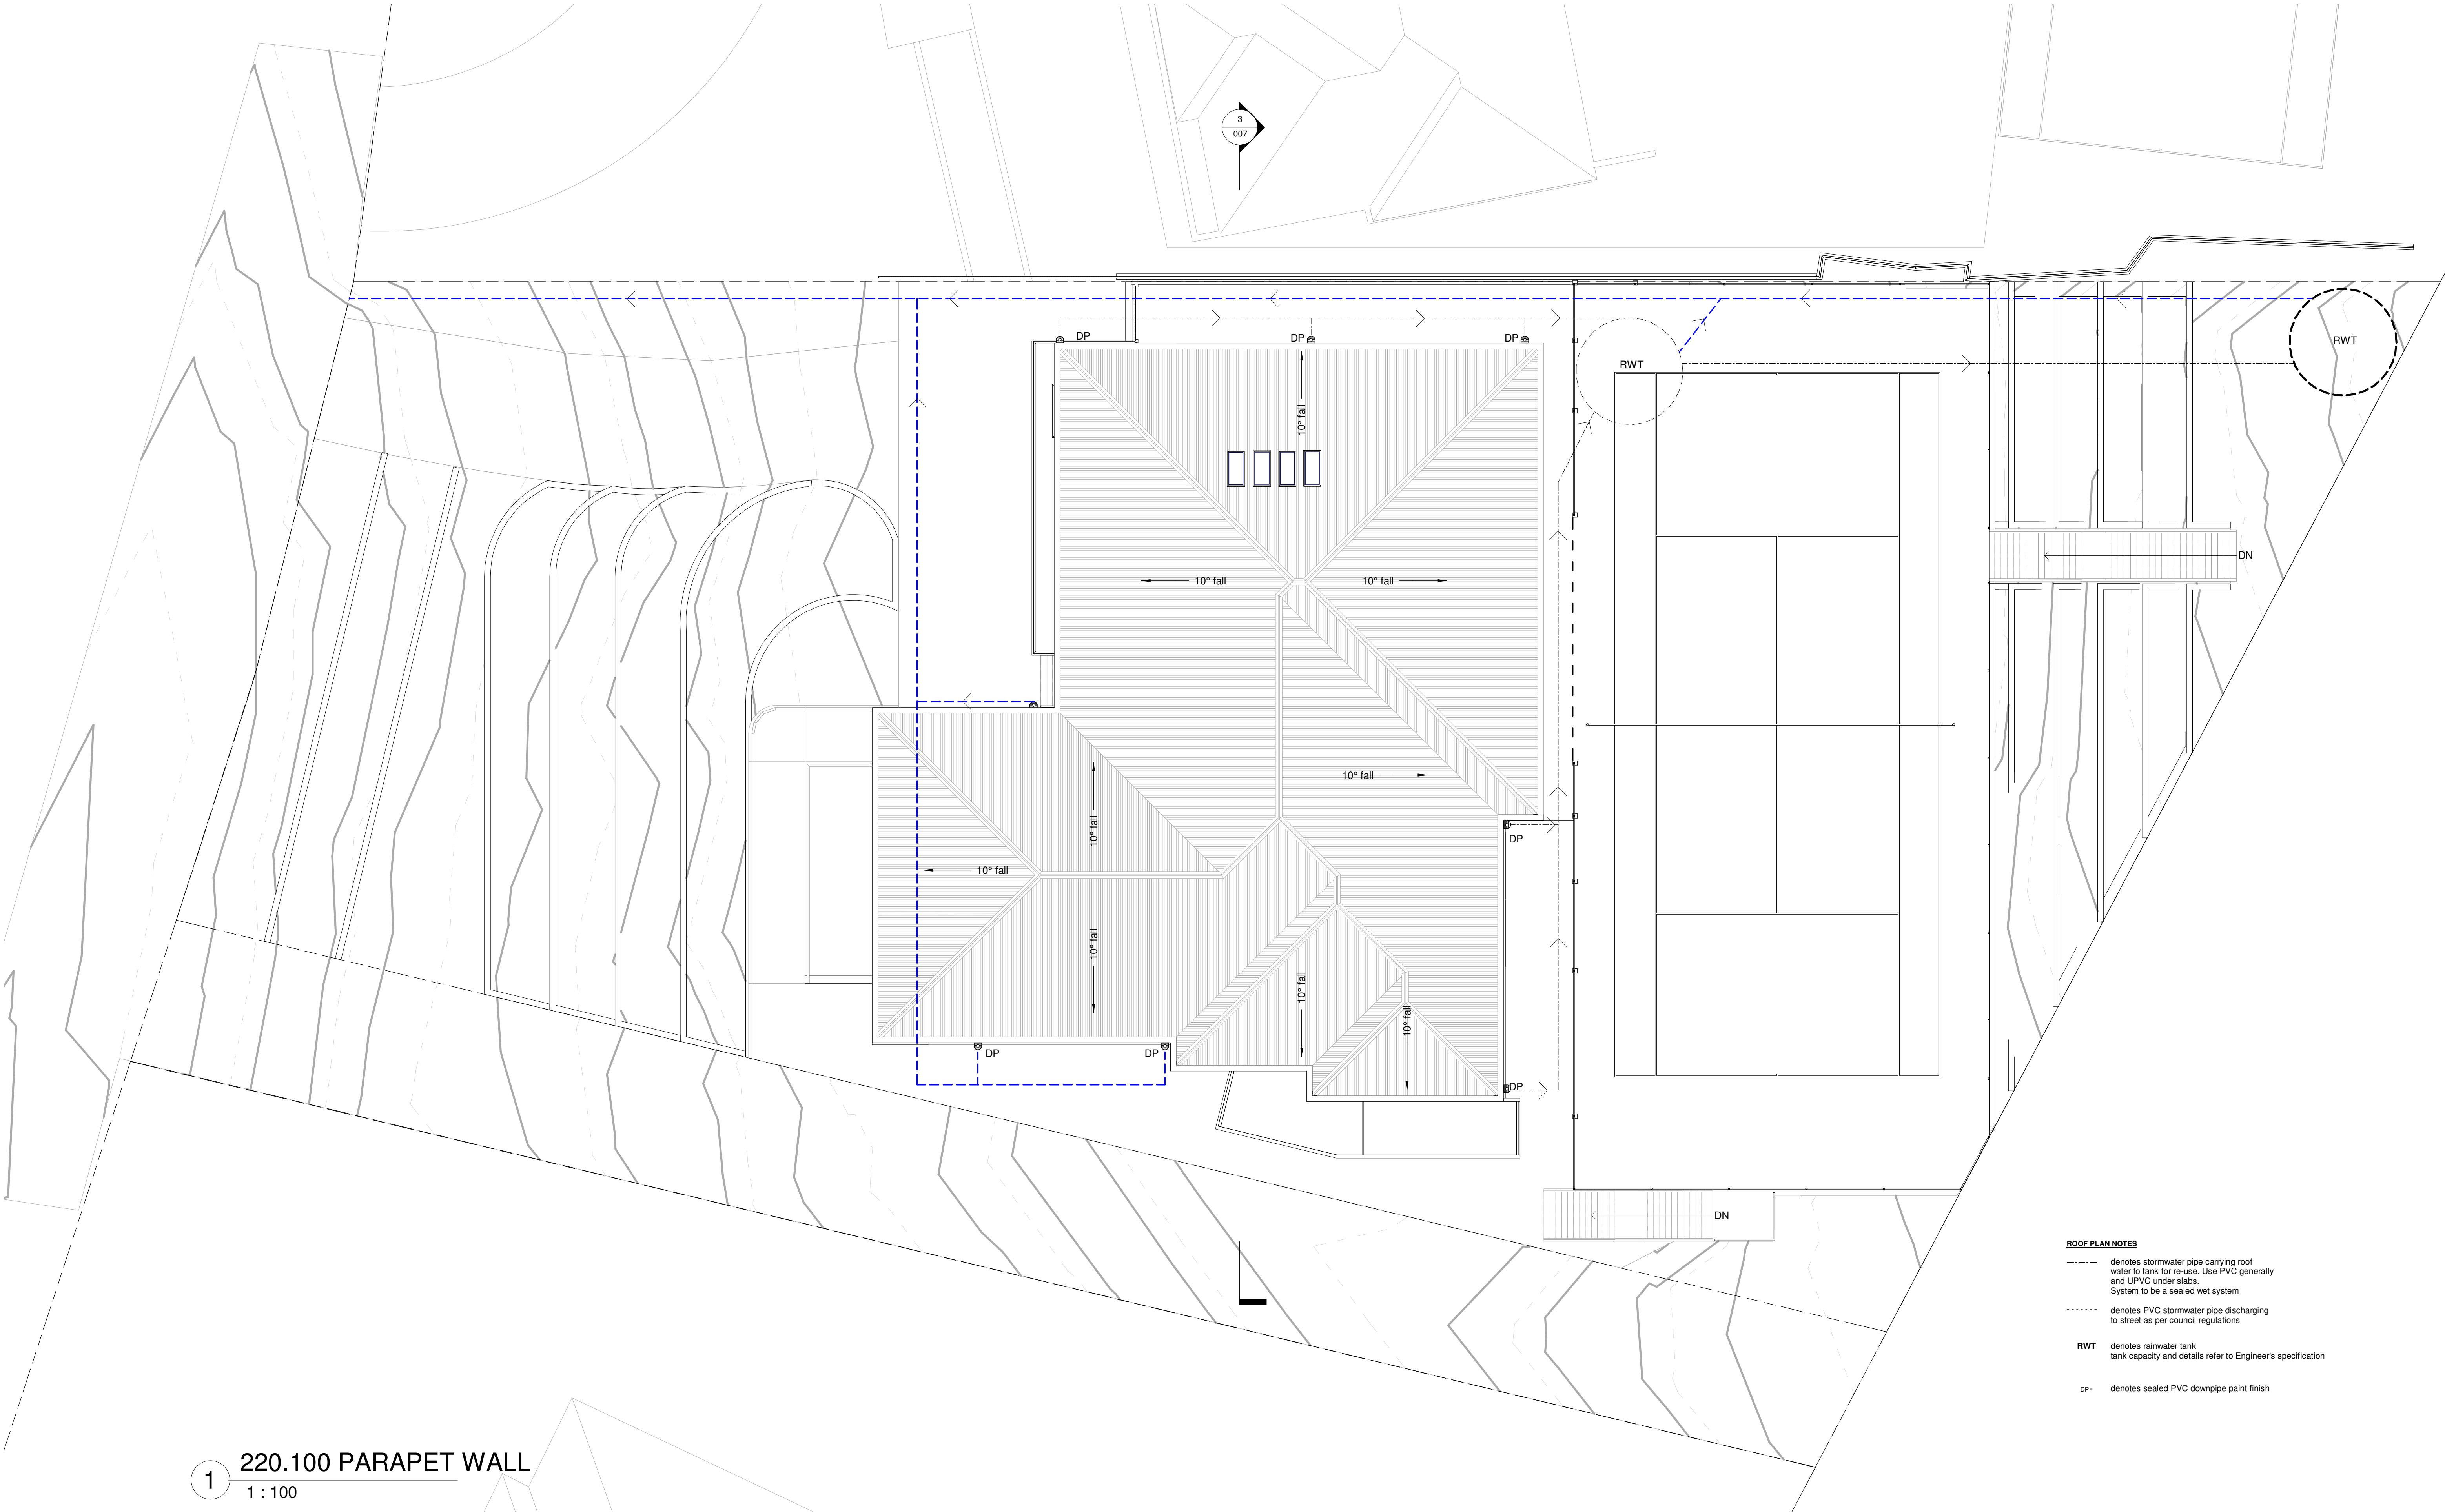 3
007
DP
DP
DP
RWT
RWT
10° fall
DN
10° fall
10° fall
10° fall
10° fall
10° fall
DP
10° fall
10° fall
10° fall
DP
DP
DP
DN
ROOF PLAN NOTES
denotes stormwater pipe carrying roof
water to tank for re-use. Use PVC generally
and UPVC under slabs.
System to be a sealed wet system
denotes PVC stormwater pipe discharging
to street as per council regulations
RWT denotes rainwater tank
tank capacity and details refer to Engineer's specification
DP∘ denotes sealed PVC downpipe paint finish
1 220.100 PARAPET WALL
1 : 100